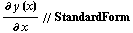 ∂y(x)/∂x // StandardForm